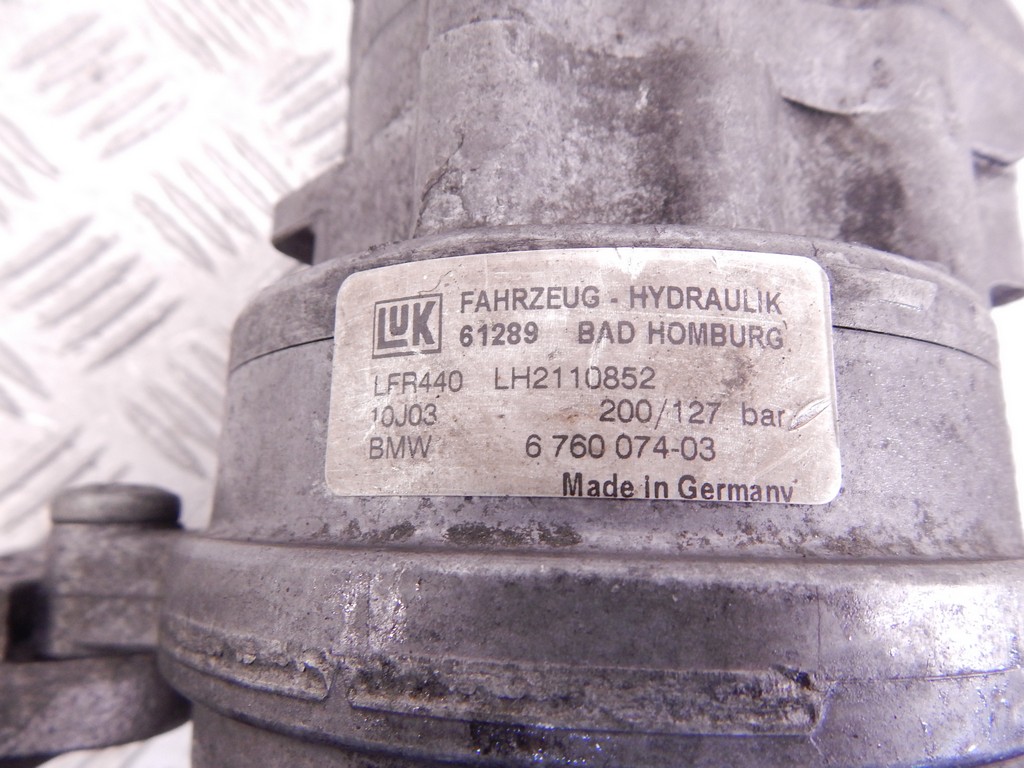 LUK FAHRZEUG - HYDRAULIK
61289 BAD HOMBURG
LFR440 LH2110852
10J03 200/127 bar
BMW 6 760 074-03
Made in Germany